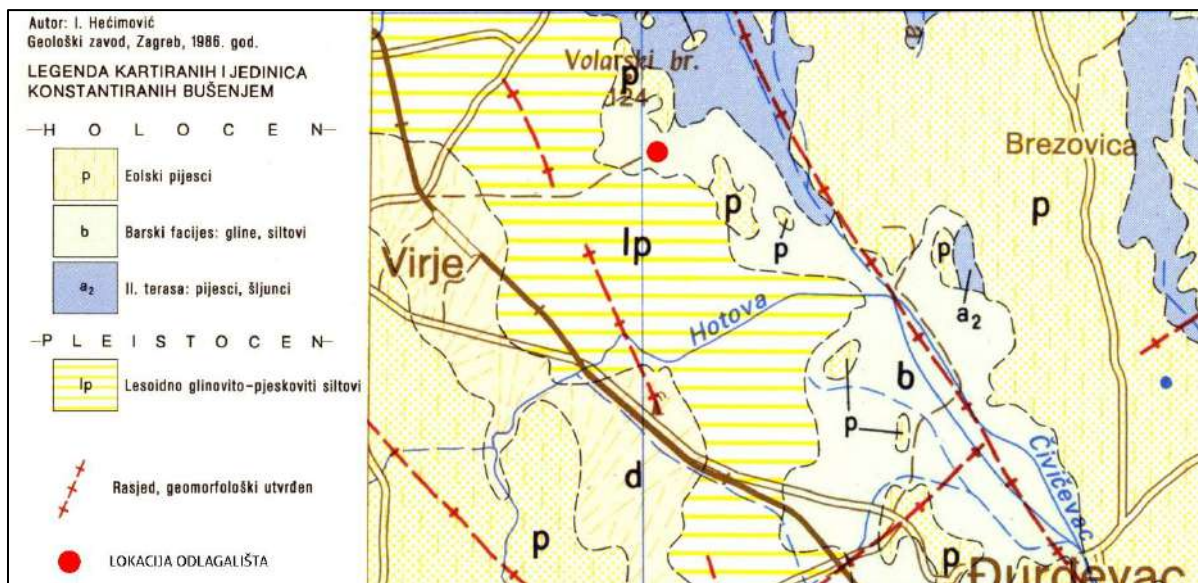 Autor: I. Hećimović
Geološki zavod, Zagreb, 1986. god.
LEGENDA KARTIRANIH I JEDINICA
KONSTANTIRANIH BUŠENJEM
HOLOCEN
p Eolski pijesci
b Barski facijes: gline, siltovi
a2 II. terasa: pijesci, šljunci
PLEISTOCEN
lp Lesoidno glinovito-pjeskoviti siltovi
Rasjed, geomorfološki utvrđen
LOKACIJA ODLAGALIŠTA
a
Volarski br.
p
124
Brezovica
p
p
lp
p
p
Virje
a2
Hotova
b
p
Čivičevac
d
p
p
Đurđevac